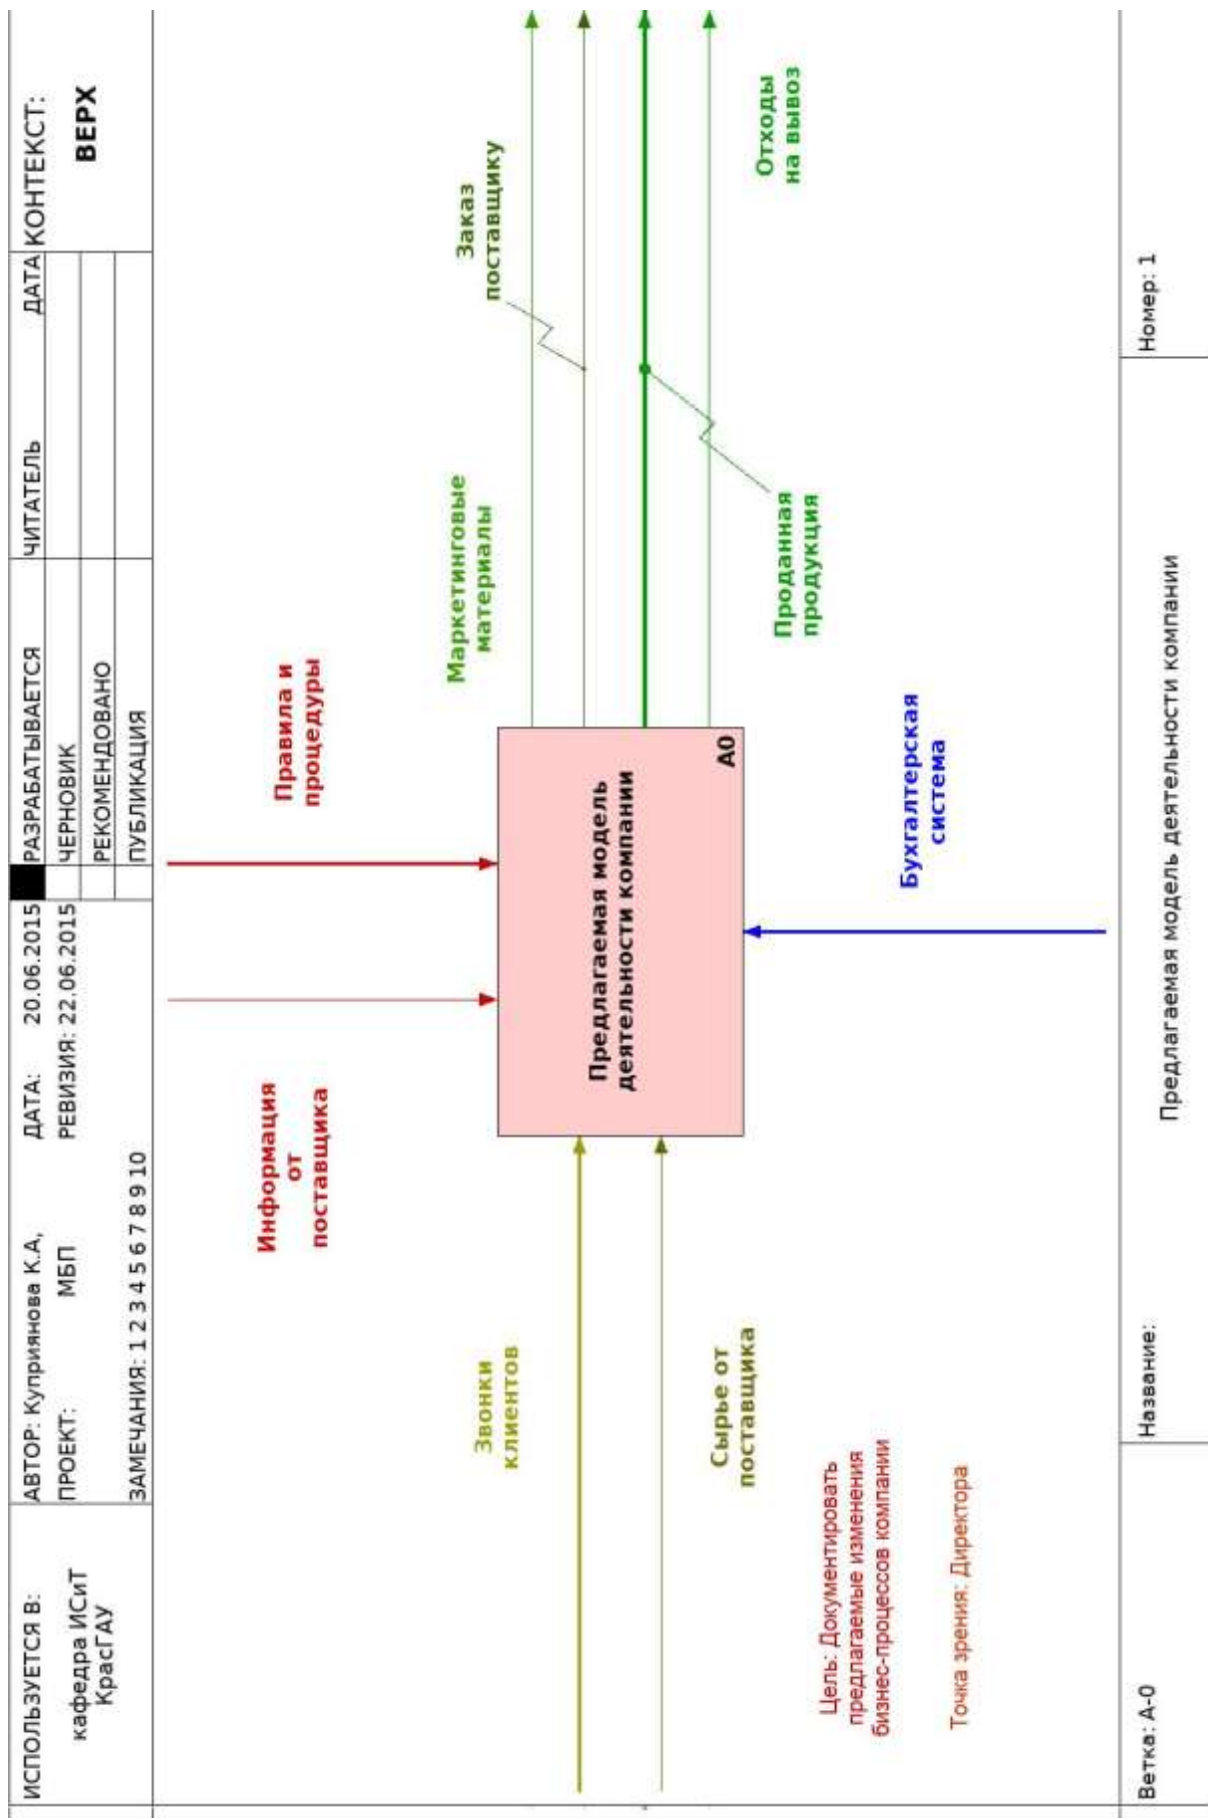 ИСПОЛЬЗУЕТСЯ В:
кафедра ИСиТ
КрасГАУ
АВТОР: Куприянова К.А,
ПРОЕКТ: МБП
ЗАМЕЧАНИЯ: 1 2 3 4 5 6 7 8 9 10
ДАТА: 20.06.2015
РЕВИЗИЯ: 22.06.2015
РАЗРАБАТЫВАЕТСЯ
ЧЕРНОВИК
РЕКОМЕНДОВАНО
ПУБЛИКАЦИЯ
ЧИТАТЕЛЬ
ДАТА
КОНТЕКСТ:
ВЕРХ
Информация
от
поставщика
Правила и
процедуры
Звонки
клиентов
Сырье от
поставщика
Предлагаемая модель
деятельности компании
A0
Маркетинговые
материалы
Заказ
поставщику
Проданная
продукция
Отходы
на вывоз
Бухгалтерская
система
Цель: Документировать
предлагаемые изменения
бизнес-процессов компании
Точка зрения: Директора
Ветка: A-0
Название:
Предлагаемая модель деятельности компании
Номер: 1